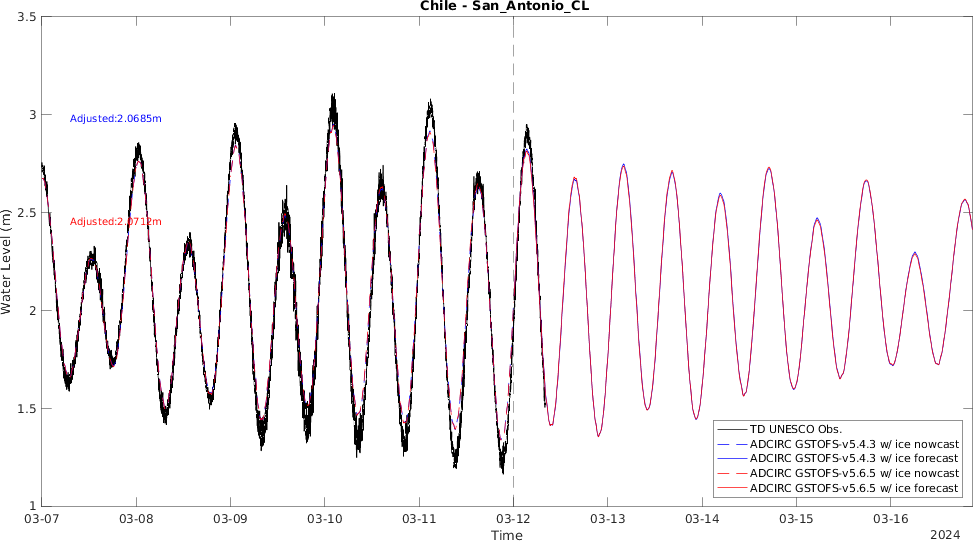 Chile - San_Antonio_CL
Water Level (m)
3.5
3
2.5
2
1.5
1
Adjusted:2.0685m
Adjusted:2.0712m
TD UNESCO Obs.
ADCIRC GSTOFS-v5.4.3 w/ ice nowcast
ADCIRC GSTOFS-v5.4.3 w/ ice forecast
ADCIRC GSTOFS-v5.6.5 w/ ice nowcast
ADCIRC GSTOFS-v5.6.5 w/ ice forecast
03-07 03-08 03-09 03-10 03-11 03-12 03-13 03-14 03-15 03-16
Time
2024